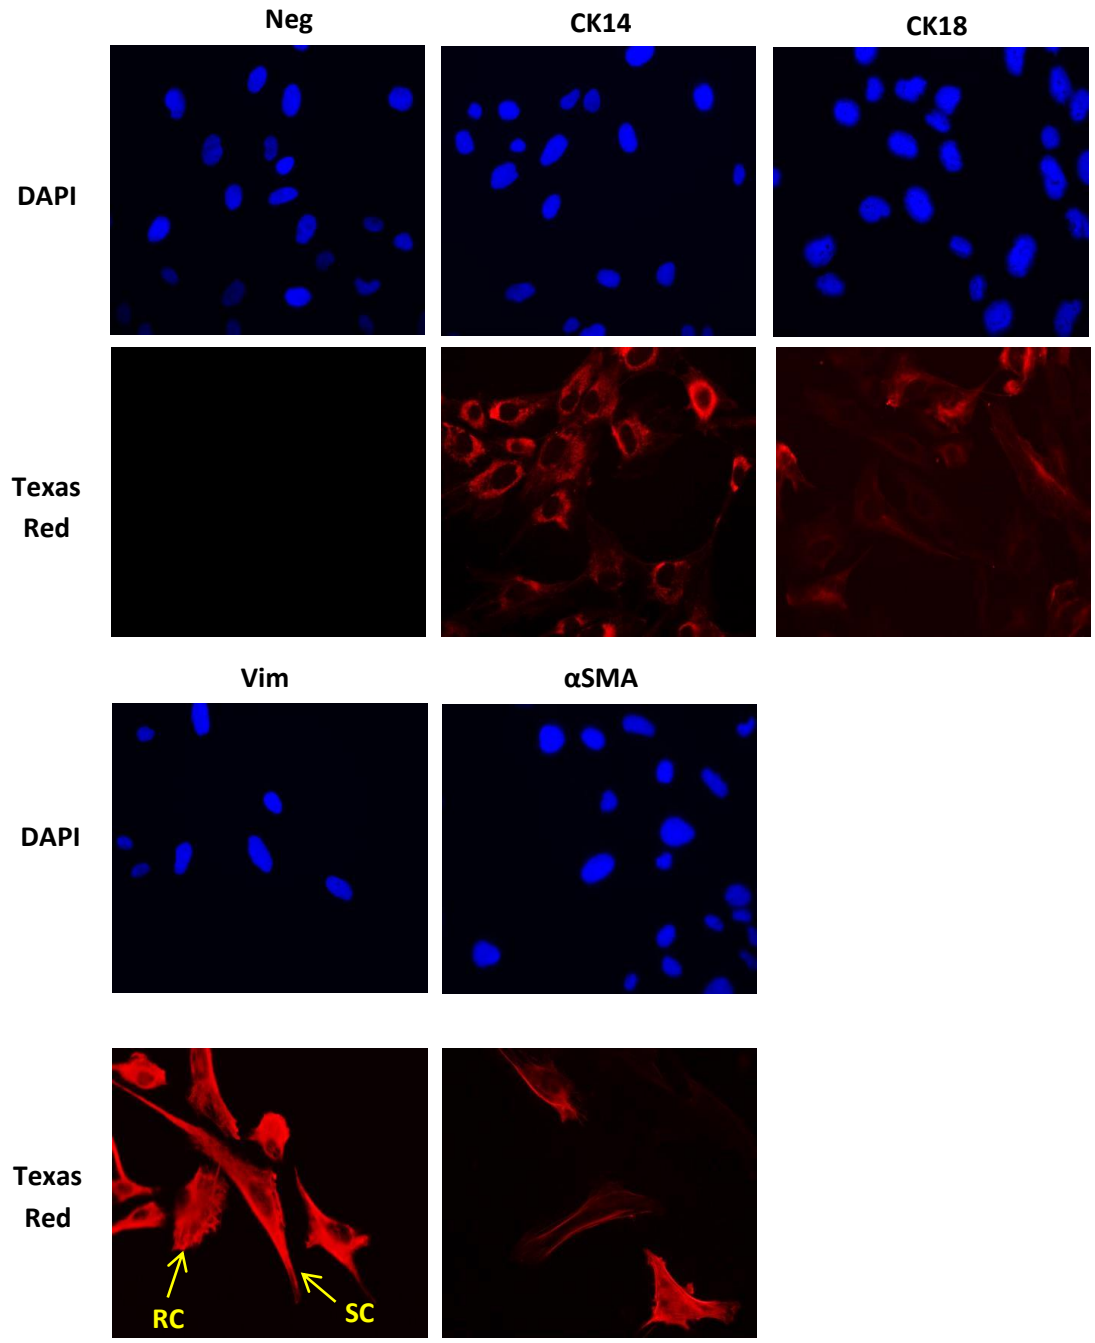 Neg CK14 CK18
DAPI
Texas
Red
Vim αSMA
DAPI
Texas
Red
RC
SC